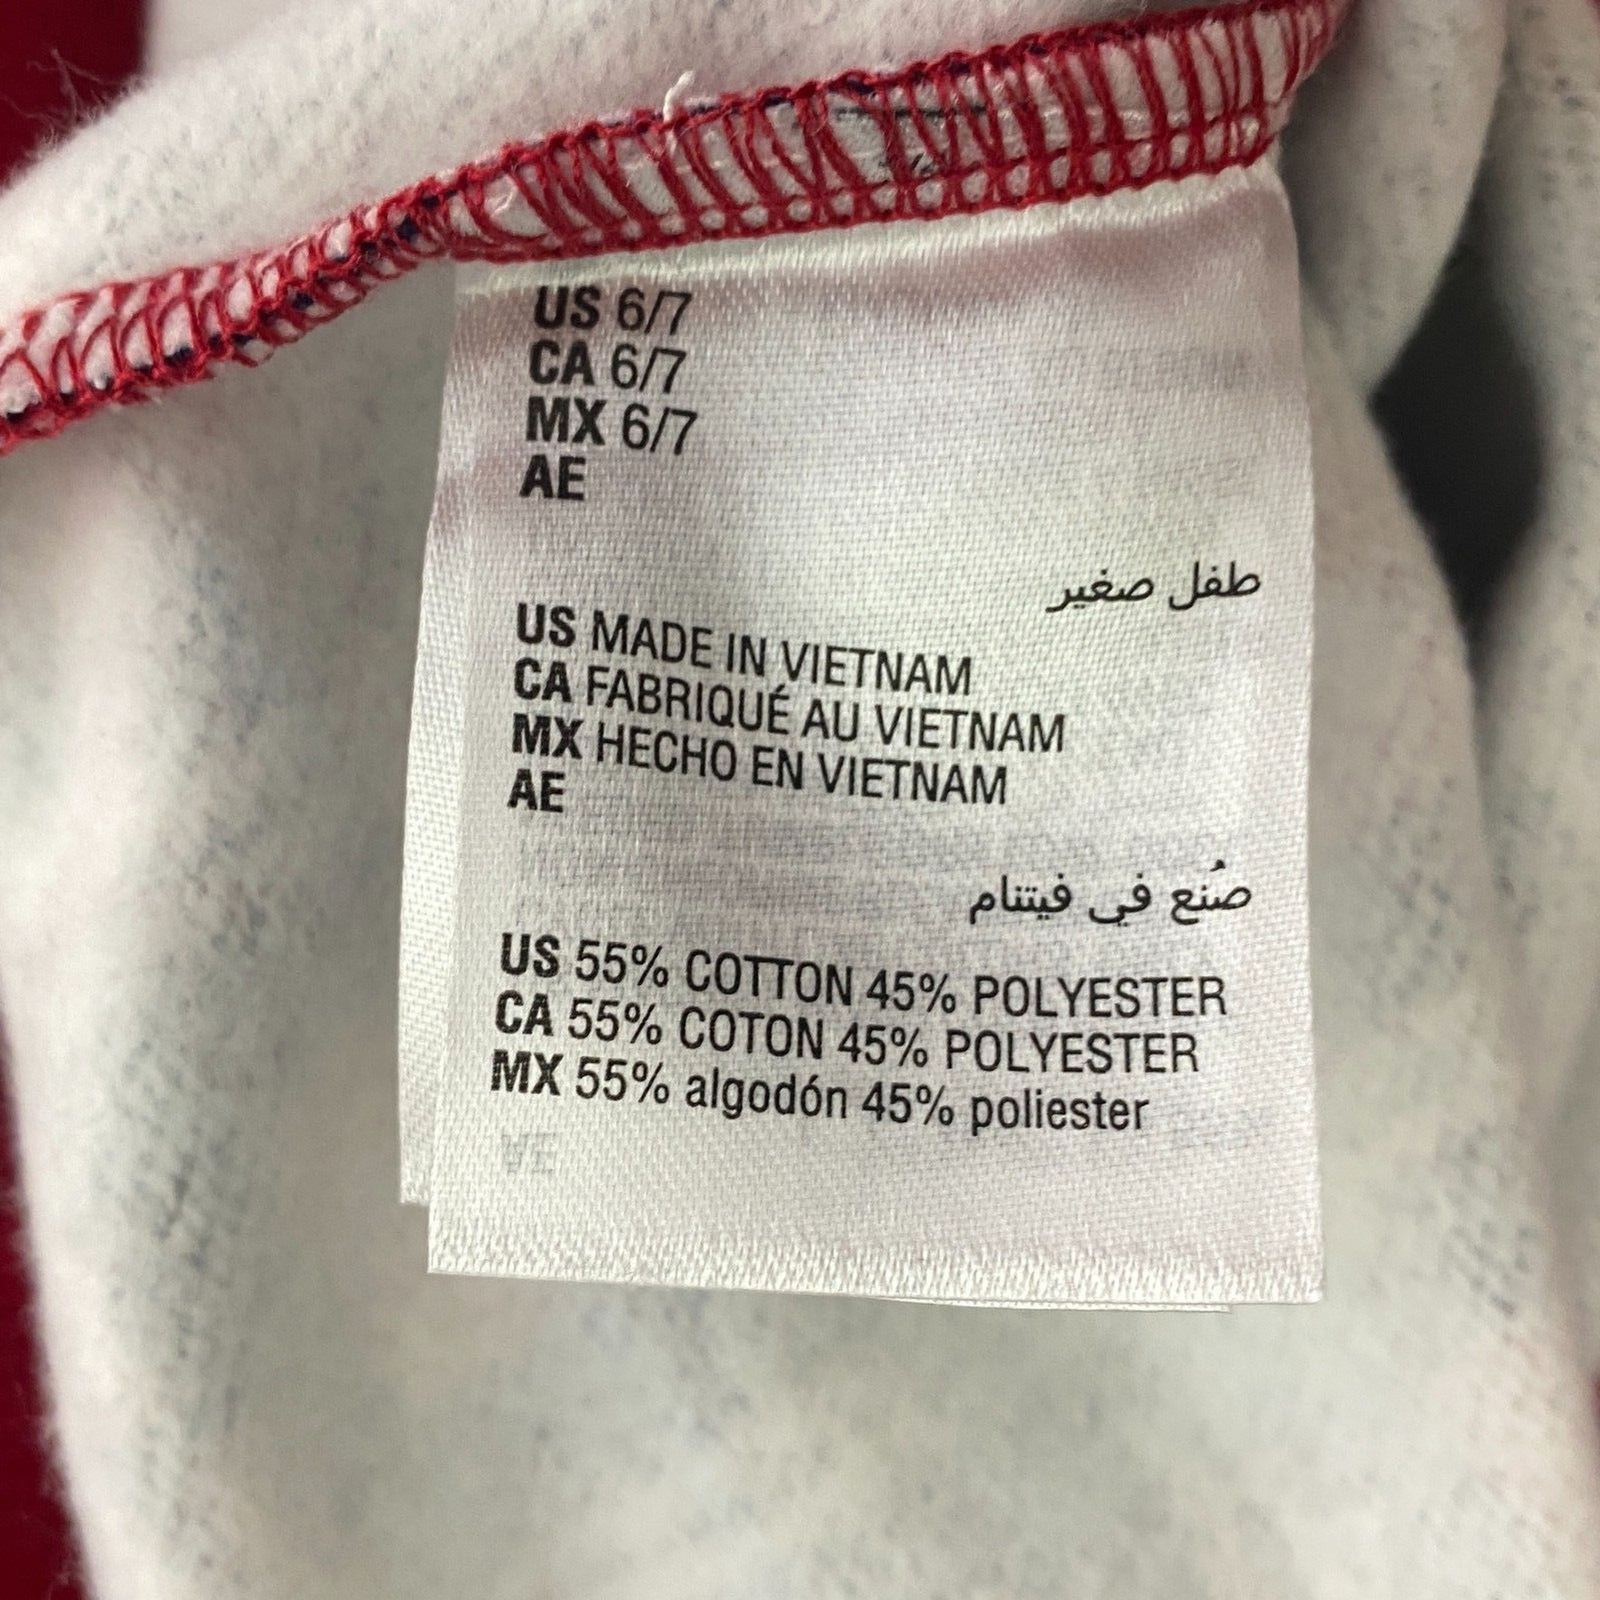 US 6/7
CA 6/7
MX 6/7
AE
طفل صغير
US MADE IN VIETNAM
CA FABRIQUÉ AU VIETNAM
MX HECHO EN VIETNAM
AE
صُنع في فيتنام
US 55% COTTON 45% POLYESTER
CA 55% COTON 45% POLYESTER
MX 55% algodón 45% poliester